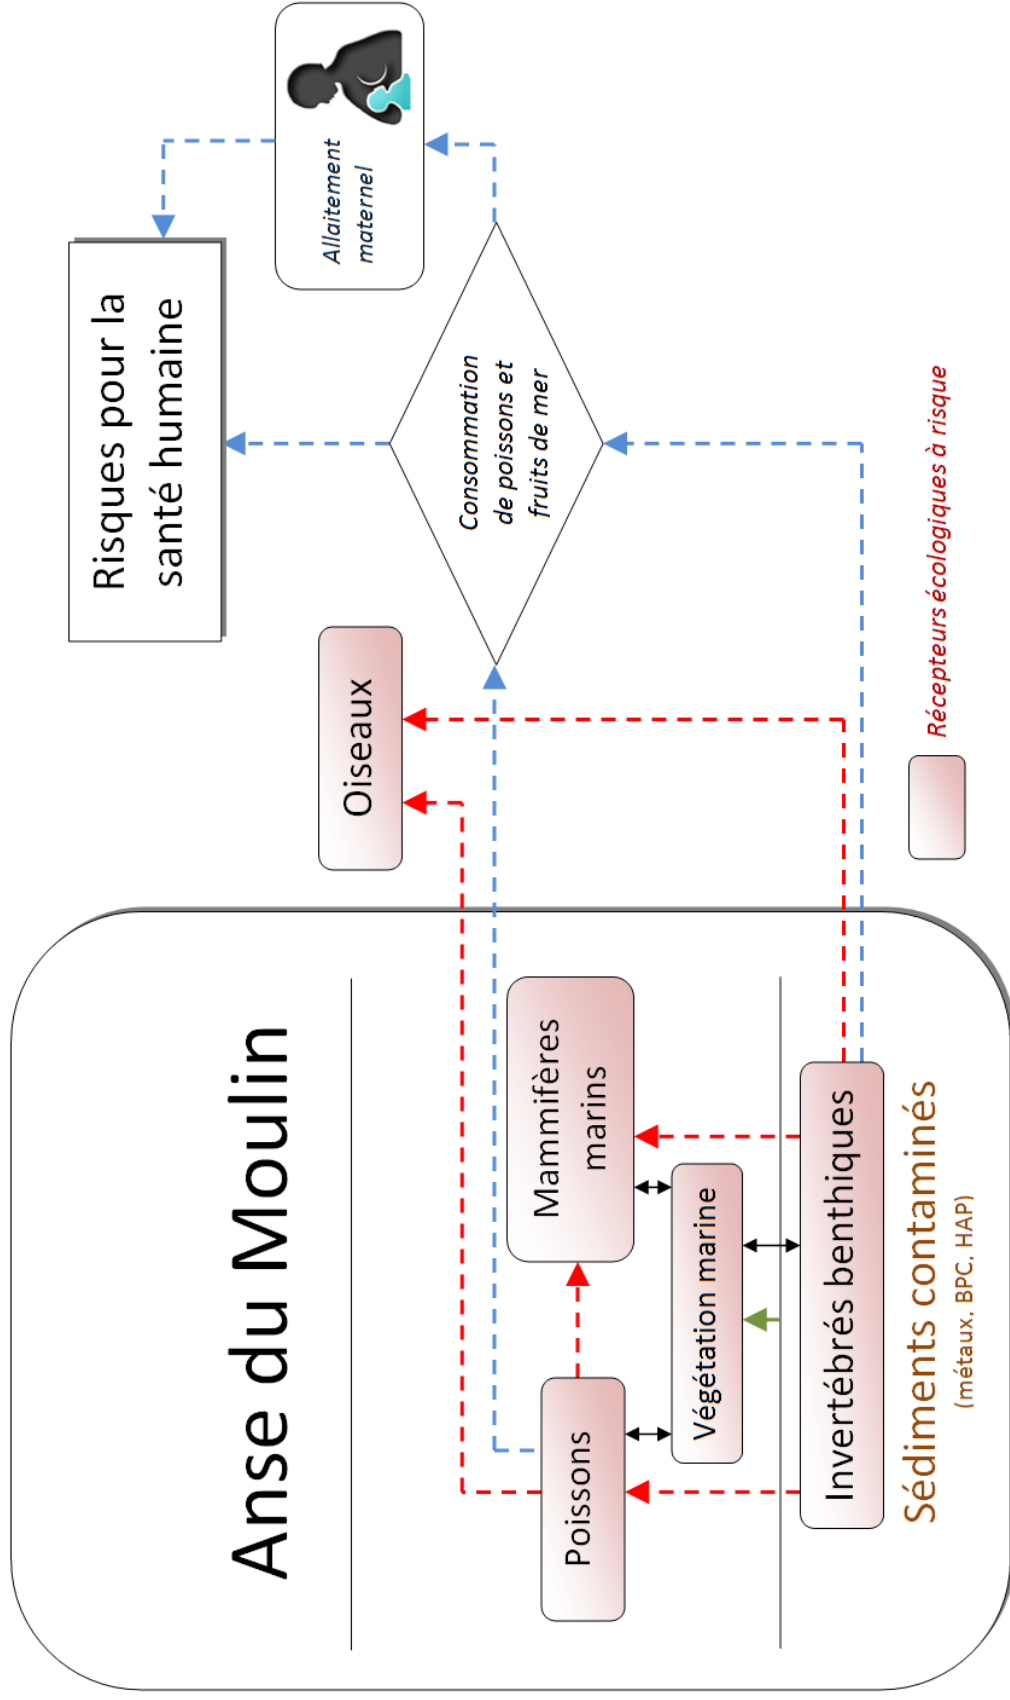 Anse du Moulin
Poissons
Mammifères
marins
Végétation marine
Invertébrés benthiques
Sédiments contaminés
(métaux, BPC, HAP)
Oiseaux
Risques pour la
santé humaine
Consommation
de poissons et
fruits de mer
Allaitement
maternel
Récepteurs écologiques à risque